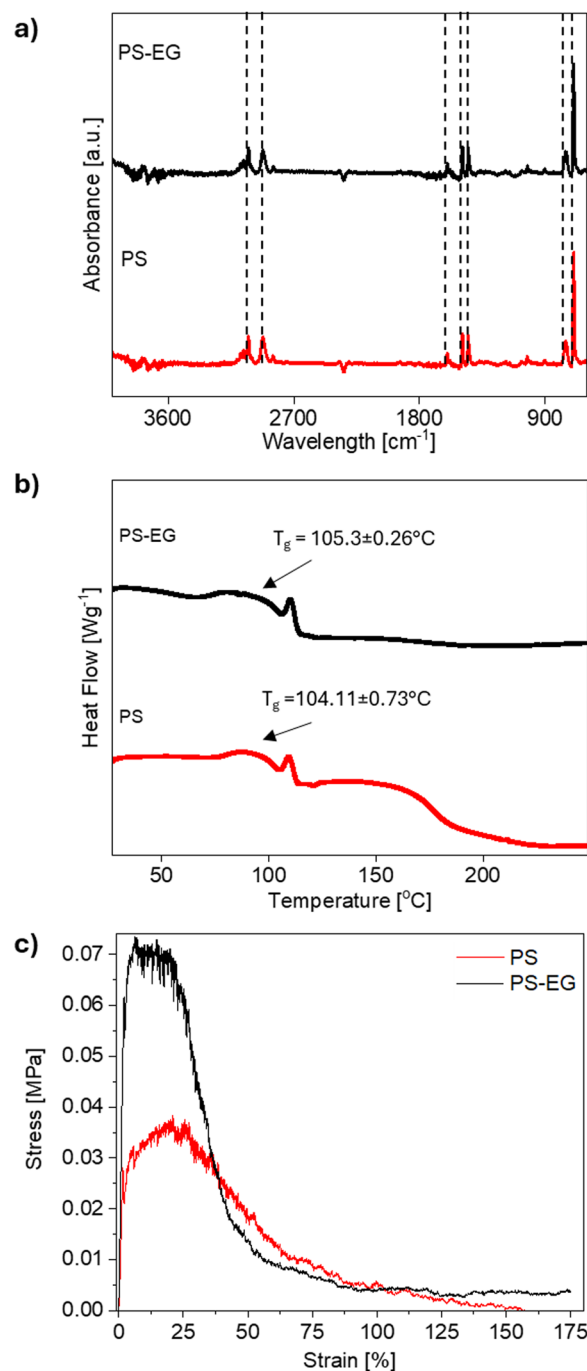 a)
PS-EG
PS
Absorbance [a.u.]
3600 2700 1800 900
Wavelength [cm-1]
b)
PS-EG
Tg = 105.3±0.26ºC
PS
Tg =104.11±0.73ºC
Heat Flow [Wg-1]
50 100 150 200
Temperature [oC]
c)
0.07
0.06
0.05
0.04
0.03
0.02
0.01
0.00
Stress [MPa]
PS
PS-EG
0 25 50 75 100 125 150 175
Strain [%]